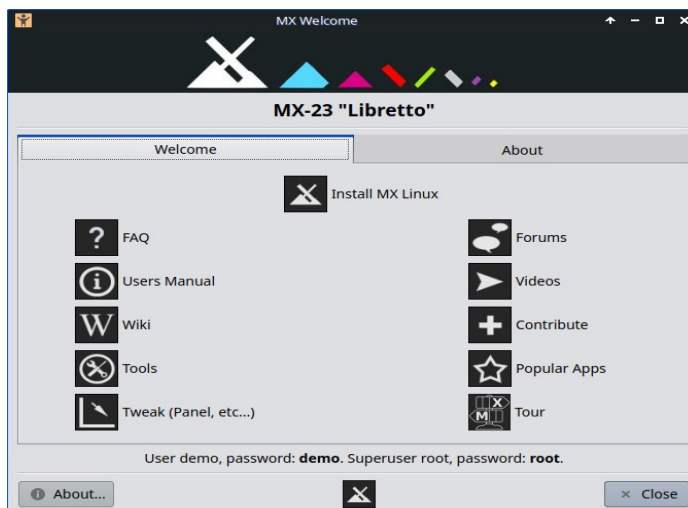 MX Welcome
MX-23 "Libretto"
Welcome About
Install MX Linux
? FAQ Forums
i Users Manual Videos
W Wiki Contribute
Tools Popular Apps
Tweak (Panel, etc...) MX Tour
User demo, password: demo. Superuser root, password: root.
About... Close